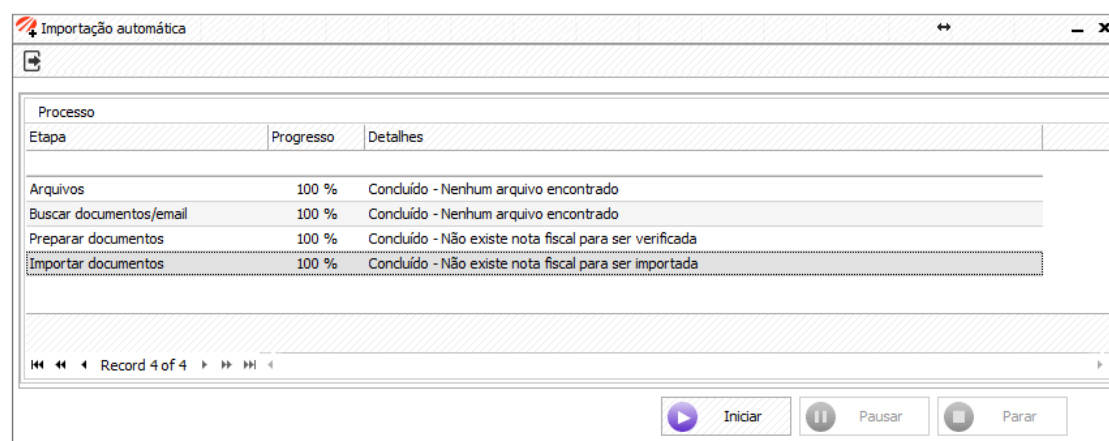 Importação automática
Processo
Etapa Progresso Detalhes
Arquivos 100 % Concluído - Nenhum arquivo encontrado
Buscar documentos/email 100 % Concluído - Nenhum arquivo encontrado
Preparar documentos 100 % Concluído - Não existe nota fiscal para ser verificada
Importar documentos 100 % Concluído - Não existe nota fiscal para ser importada
Record 4 of 4
Iniciar Pausar Parar